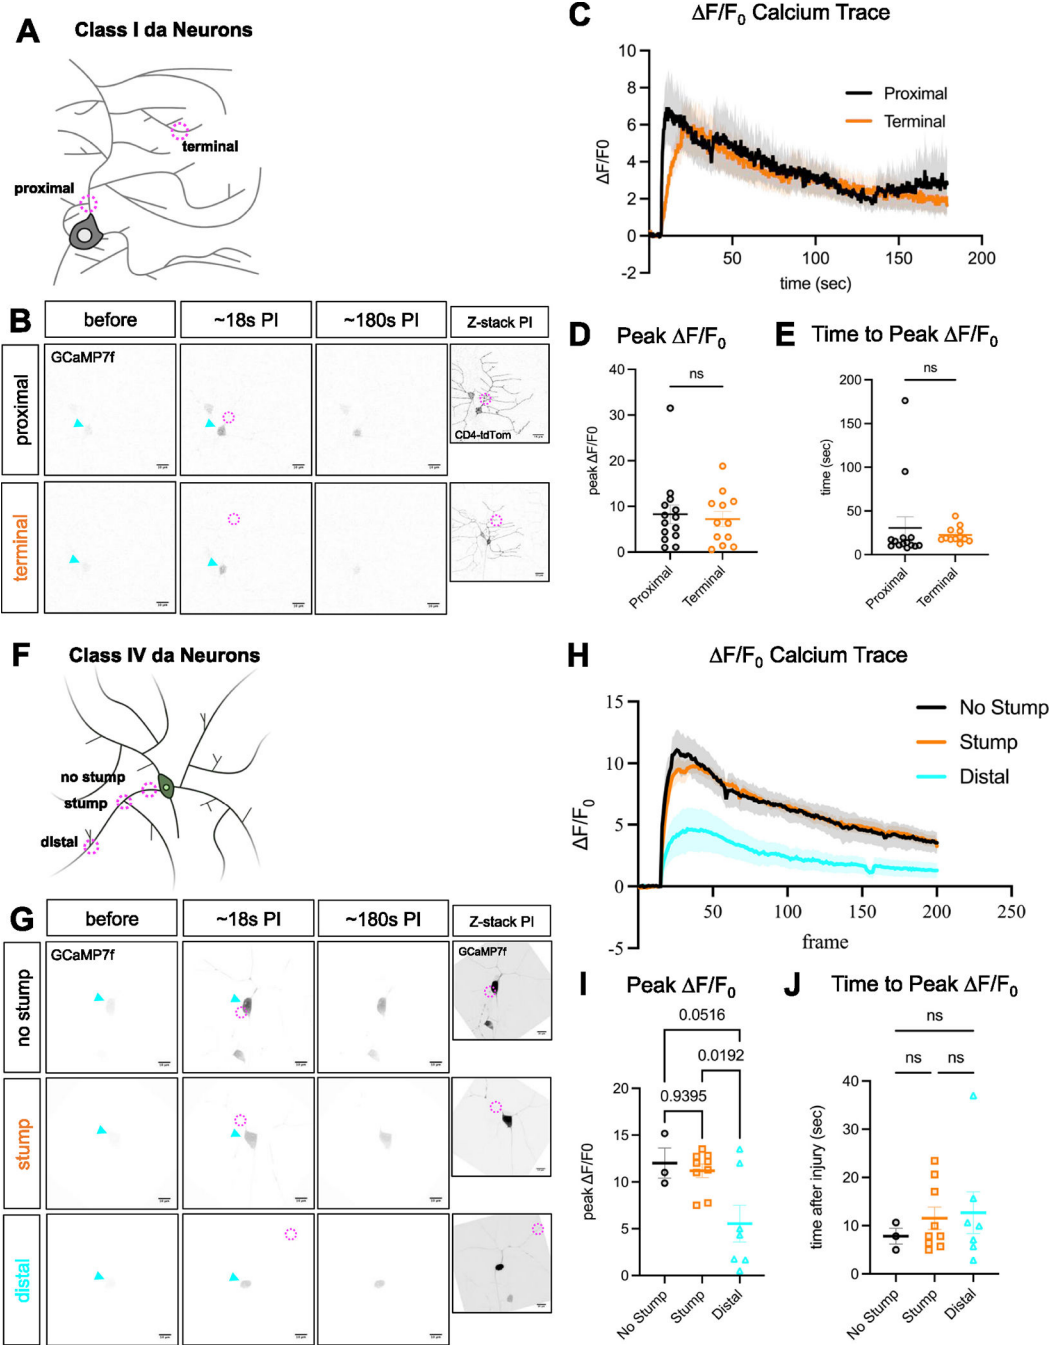 A
Class I da Neurons
terminal
proximal
B
before
~18s PI
~180s PI
Z-stack PI
proximal
GCaMP7f
CD4-tdTom
terminal
C
ΔF/F0 Calcium Trace
10
8
6
4
2
0
-2
ΔF/F0
50
100
150
200
time (sec)
Proximal
Terminal
D
Peak ΔF/F0
ns
40
30
20
10
0
peak ΔF/F0
Proximal
Terminal
E
Time to Peak ΔF/F0
ns
200
150
100
50
0
time (sec)
Proximal
Terminal
F
Class IV da Neurons
no stump
stump
distal
G
before
~18s PI
~180s PI
Z-stack PI
no stump
GCaMP7f
GCaMP7f
stump
distal
H
ΔF/F0 Calcium Trace
15
10
5
0
-5
ΔF/F0
50
100
150
200
250
frame
No Stump
Stump
Distal
I
Peak ΔF/F0
0.0516
0.0192
0.9395
20
15
10
5
0
peak ΔF/F0
No Stump
Stump
Distal
J
Time to Peak ΔF/F0
ns
ns
ns
40
30
20
10
0
time after injury (sec)
No Stump
Stump
Distal